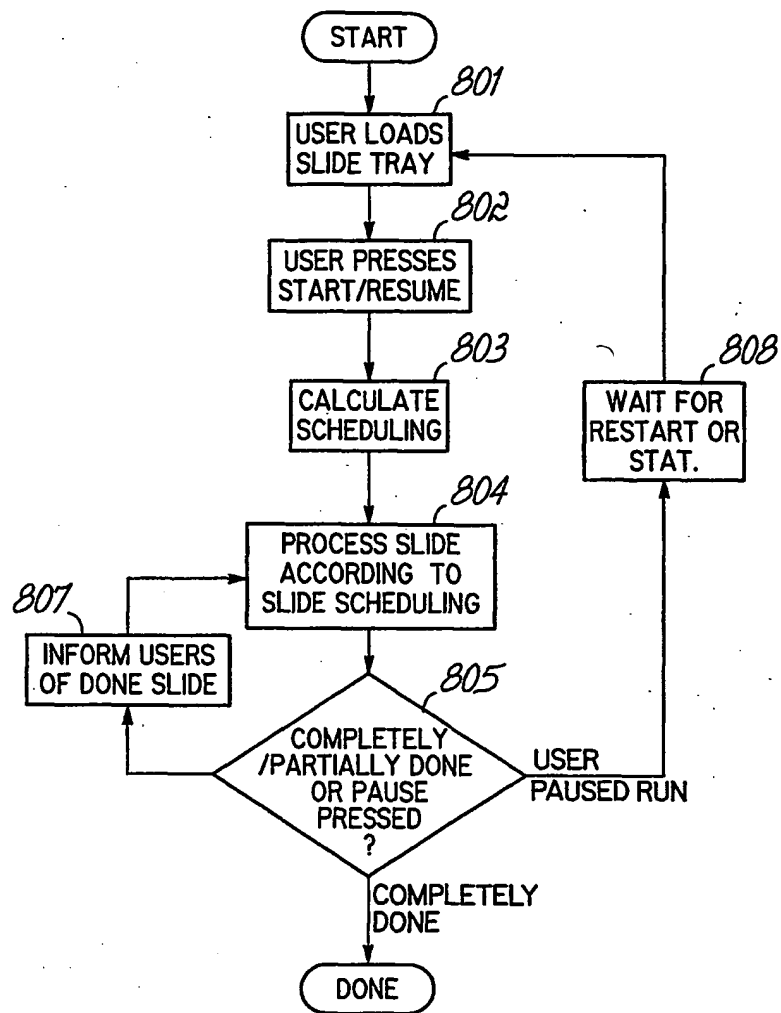 START
801
USER LOADS
SLIDE TRAY
802
USER PRESSES
START/RESUME
803
CALCULATE
SCHEDULING
808
WAIT FOR
RESTART OR
STAT.
804
PROCESS SLIDE
ACCORDING TO
SLIDE SCHEDULING
807
INFORM USERS
OF DONE SLIDE
805
COMPLETELY
/PARTIALLY DONE
OR PAUSE
PRESSED
?
USER
PAUSED RUN
COMPLETELY
DONE
DONE